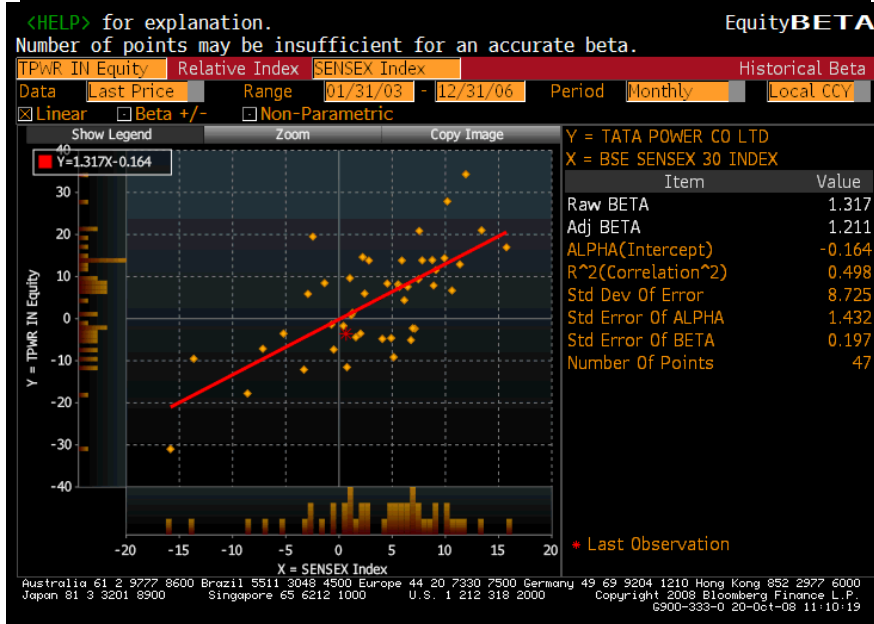 <HELP> for explanation. EquityBETA
Number of points may be insufficient for an accurate beta.
TPWR IN Equity Relative Index SENSEX Index Historical Beta
Data Last Price Range 01/31/03 - 12/31/06 Period Monthly Local CCY
Linear Beta +/- Non-Parametric
Show Legend Zoom Copy Image
Y=1.317X-0.164
40
30
20
10
0
-10
-20
-30
-40
Y = TPWR IN Equity
-20 -15 -10 -5 0 5 10 15 20
X = SENSEX Index
Y = TATA POWER CO LTD
X = BSE SENSEX 30 INDEX
Item Value
Raw BETA 1.317
Adj BETA 1.211
ALPHA(Intercept) -0.164
R^2(Correlation^2) 0.498
Std Dev Of Error 8.725
Std Error Of ALPHA 1.432
Std Error Of BETA 0.197
Number Of Points 47
* Last Observation
Australia 61 2 9777 8600 Brazil 5511 3048 4500 Europe 44 20 7330 7500 Germany 49 69 9204 1210 Hong Kong 852 2977 6000
Japan 81 3 3201 8900 Singapore 65 6212 1000 U.S. 1 212 318 2000 Copyright 2008 Bloomberg Finance L.P.
G900-333-0 20-Oct-08 11:10:19